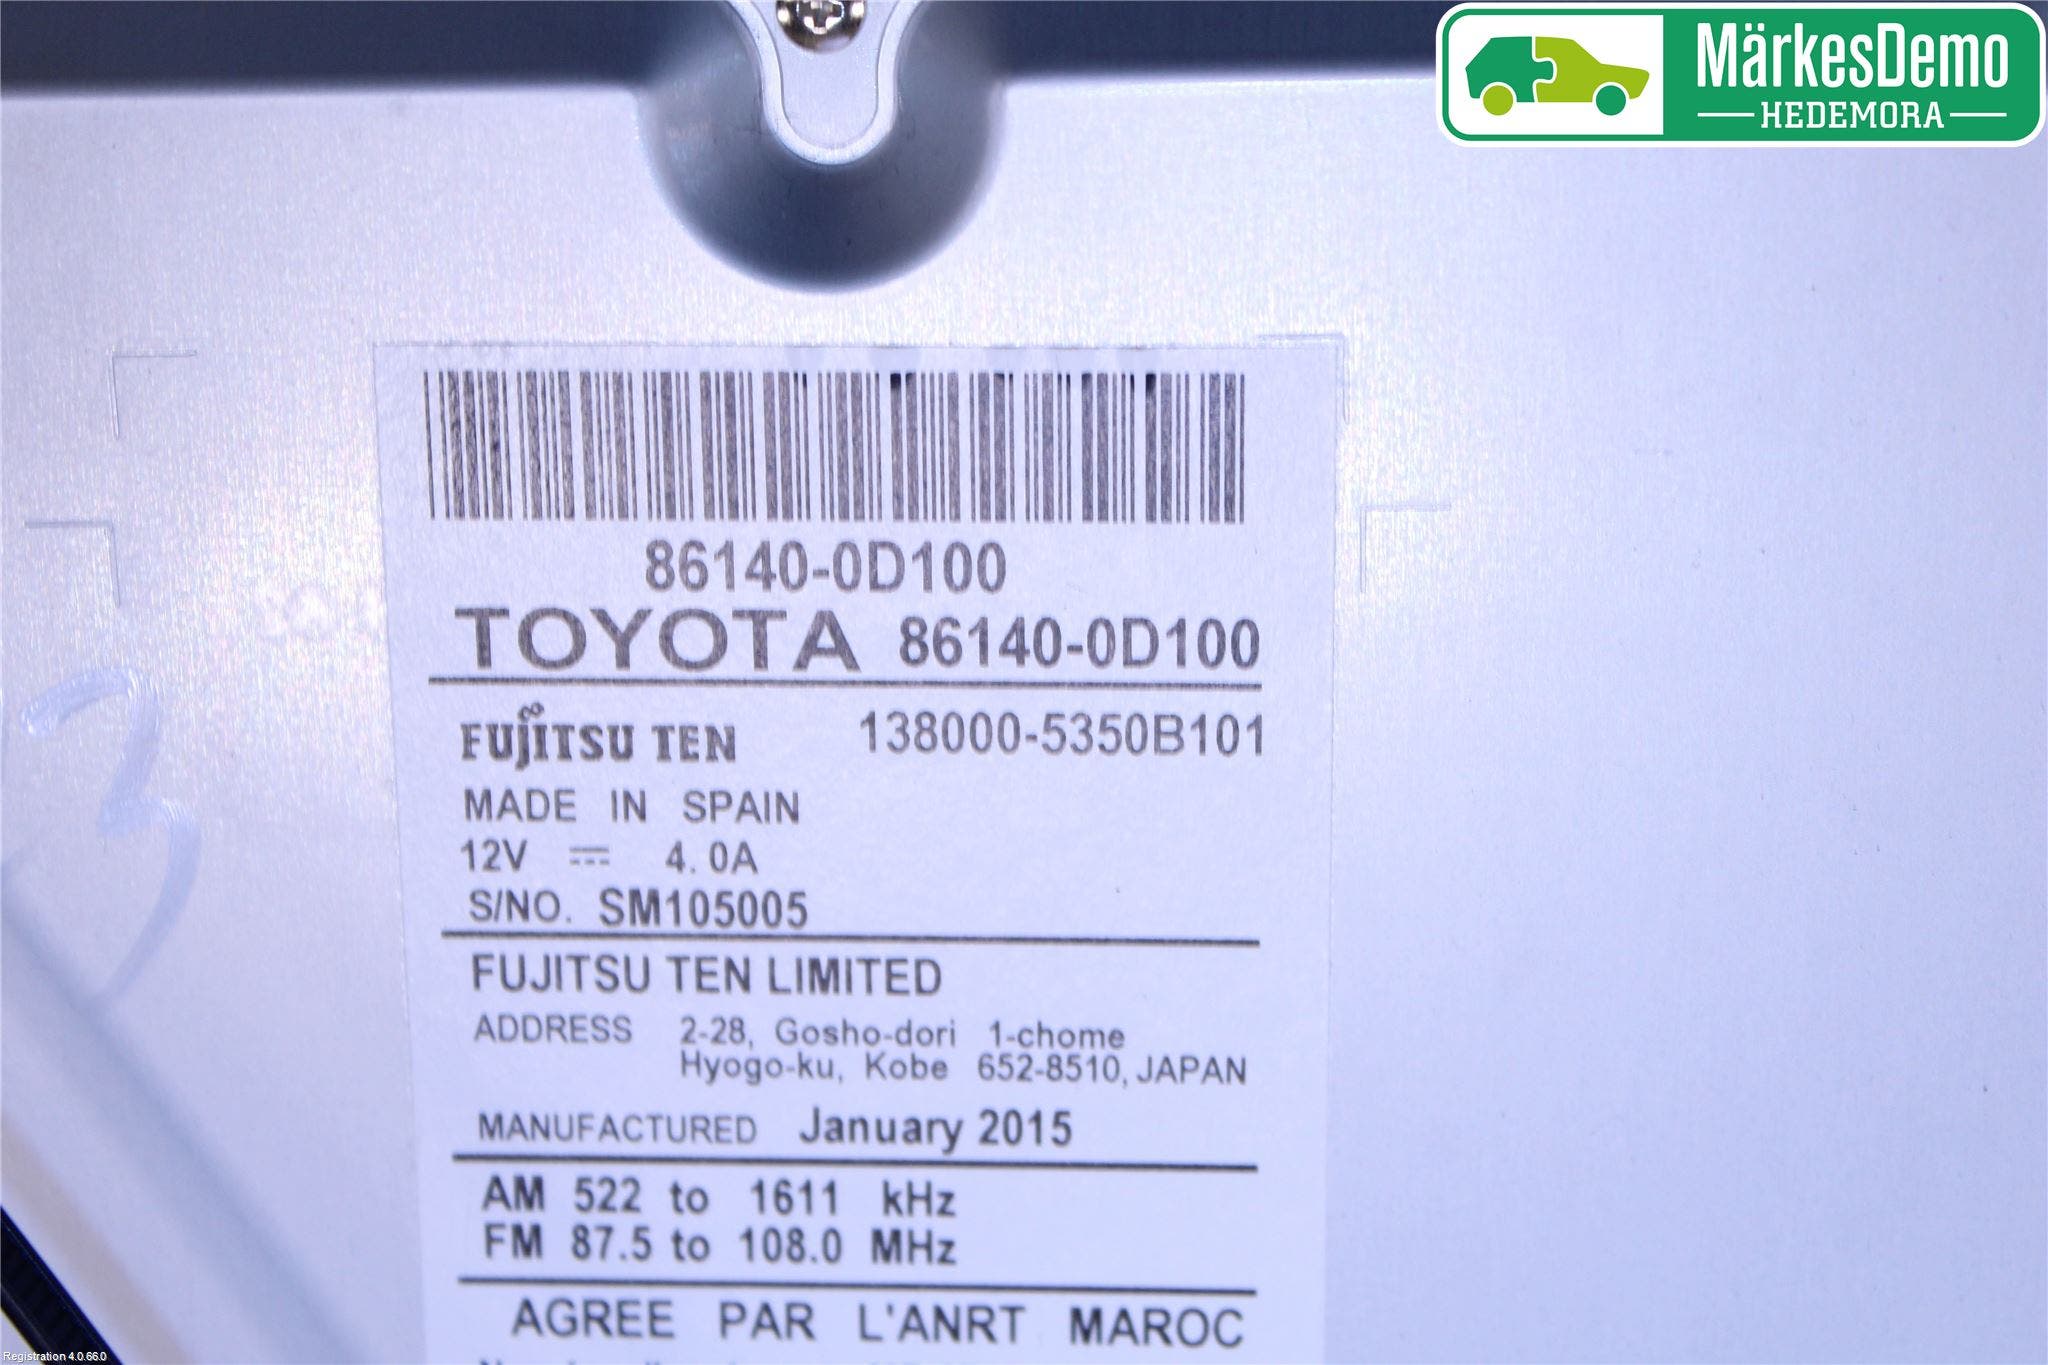 MärkesDemo
HEDEMORA
86140-0D100
TOYOTA 86140-0D100
FUJITSU TEN 138000-5350B101
MADE IN SPAIN
12V ⎓ 4.0A
S/NO. SM105005
FUJITSU TEN LIMITED
ADDRESS 2-28, Gosho-dori 1-chome
Hyogo-ku, Kobe 652-8510, JAPAN
MANUFACTURED January 2015
AM 522 to 1611 kHz
FM 87.5 to 108.0 MHz
AGREE PAR L'ANRT MAROC
3
Registration 4.0.66.0